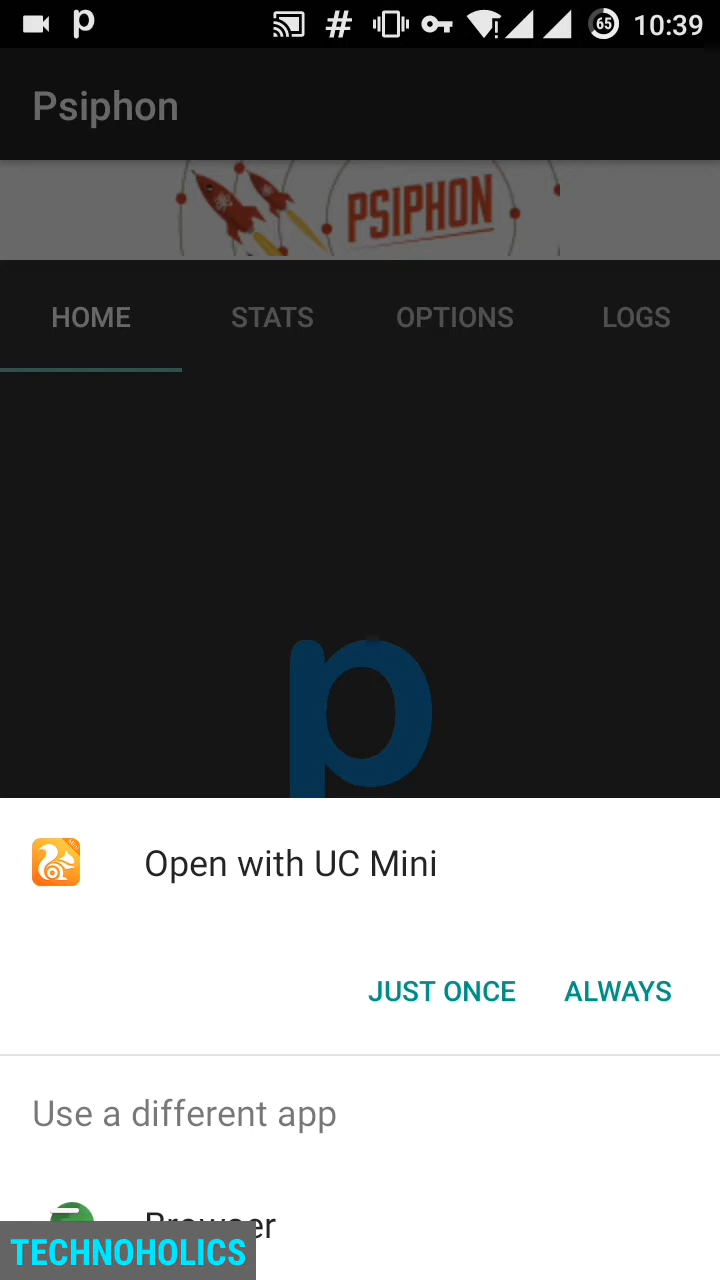 p
#
65
10:39
Psiphon
PSIPHON
HOME STATS OPTIONS LOGS
p
Open with UC Mini
JUST ONCE ALWAYS
Use a different app
Browser
TECHNOHOLICS